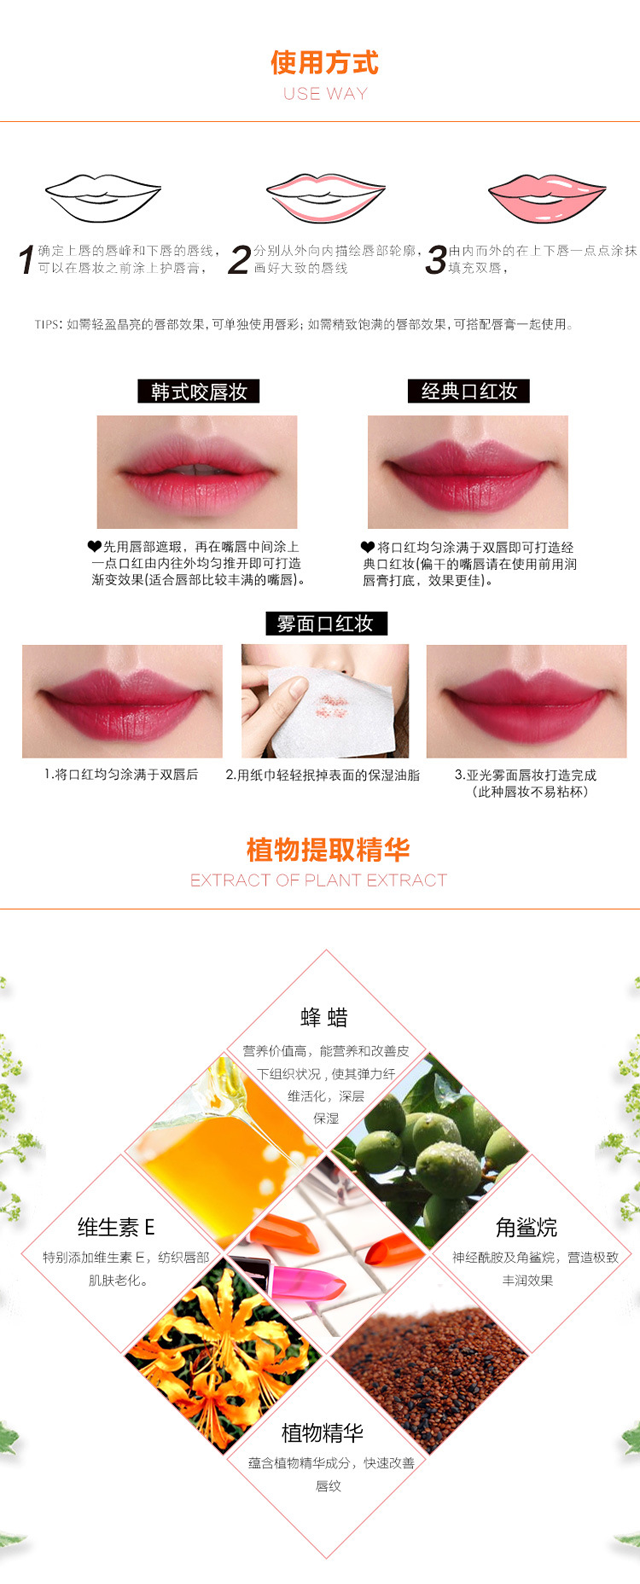 使用方式
USE WAY
1 确定上唇的唇峰和下唇的唇线，
可以在唇妆之前涂上护唇膏，
2 分别从外向内描绘唇部轮廓，
画好大致的唇线
3 由内而外的在上下唇一点点涂抹
填充双唇，
TIPS: 如需轻盈晶亮的唇部效果，可单独使用唇彩；如需精致饱满的唇部效果，可搭配唇膏一起使用。
韩式咬唇妆
❤先用唇部遮瑕，再在嘴唇中间涂上
一点口红由内往外均匀推开即可打造
渐变效果(适合唇部比较丰满的嘴唇)。
经典口红妆
❤将口红均匀涂满于双唇即可打造经
典口红妆(偏干的嘴唇请在使用前用润
唇膏打底，效果更佳)。
雾面口红妆
1.将口红均匀涂满于双唇后
2.用纸巾轻轻抿掉表面的保湿油脂
3.亚光雾面唇妆打造完成
（此种唇妆不易粘杯）
植物提取精华
EXTRACT OF PLANT EXTRACT
蜂 蜡
营养价值高，能营养和改善皮
下组织状况，使其弹力纤
维活化，深层
保湿
维生素 E
特别添加维生素 E，纺织唇部
肌肤老化。
角鲨烷
神经酰胺及角鲨烷，营造极致
丰润效果
植物精华
蕴含植物精华成分，快速改善
唇纹